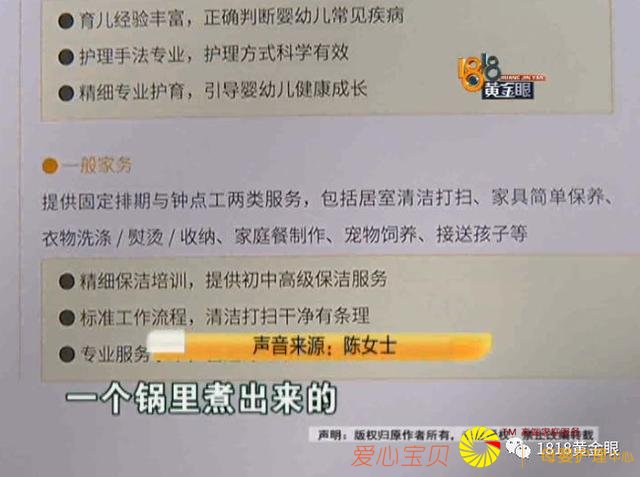 育儿经验丰富，正确判断婴幼儿常见疾病
护理手法专业，护理方式科学有效
1818
黄金眼
精细专业护育，引导婴幼儿健康成长
一般家务
提供固定排期与钟点工两类服务，包括居室清洁打扫、家具简单保养、
衣物洗涤 / 熨烫 / 收纳、家庭餐制作、宠物饲养、接送孩子等
精细保洁培训，提供初中高级保洁服务
标准工作流程，清洁打扫干净有条理
专业服务
声音来源：陈女士
一个锅里煮出来的
声明：版权归原作者所有，
爱心宝贝
1818黄金眼